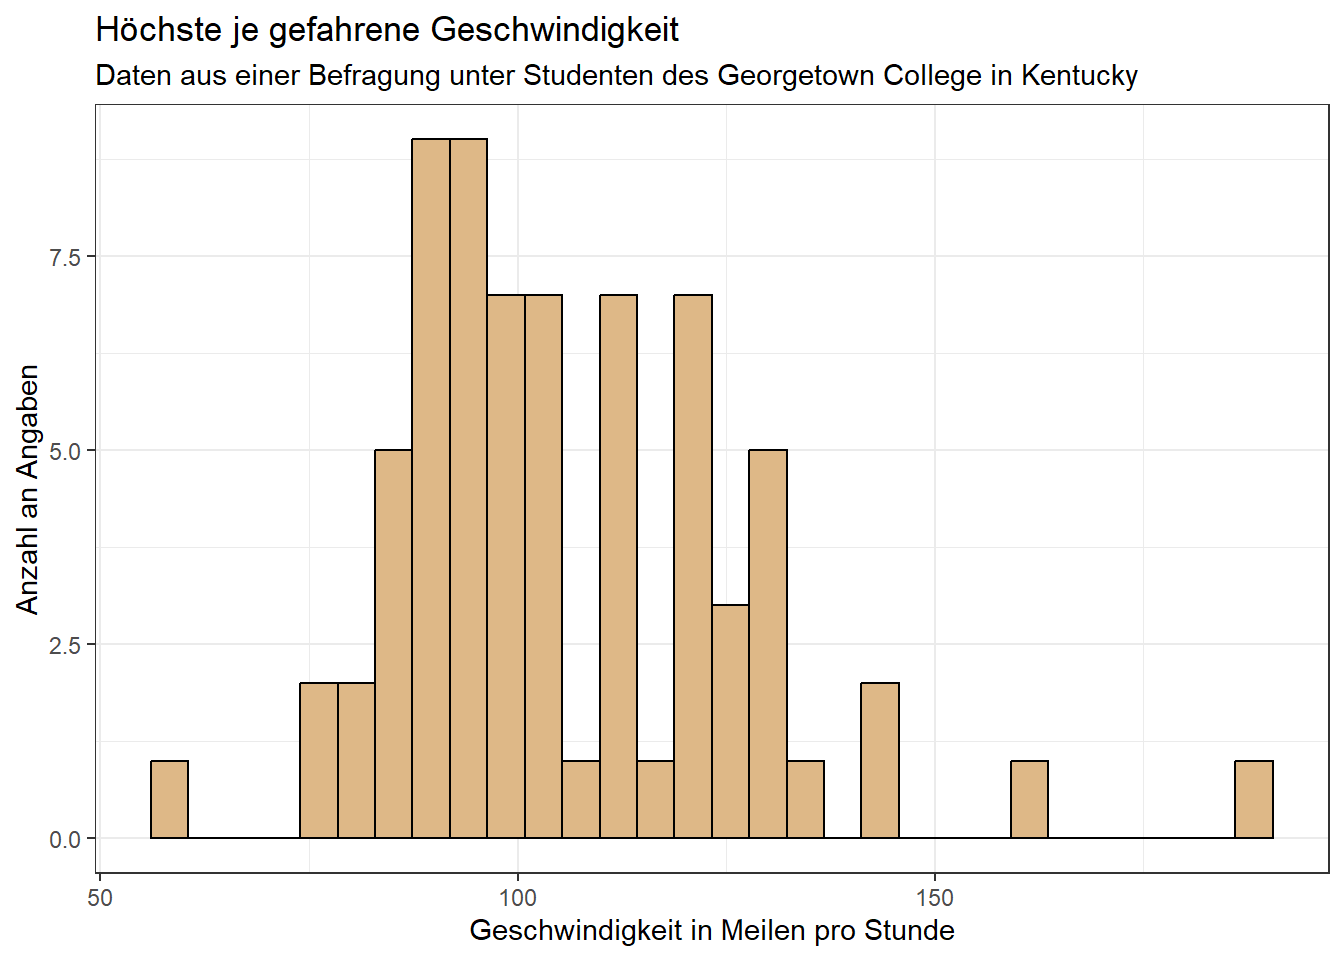 Höchste je gefahrene Geschwindigkeit
Daten aus einer Befragung unter Studenten des Georgetown College in Kentucky
Anzahl an Angaben
7.5
5.0
2.5
0.0
50
100
150
Geschwindigkeit in Meilen pro Stunde